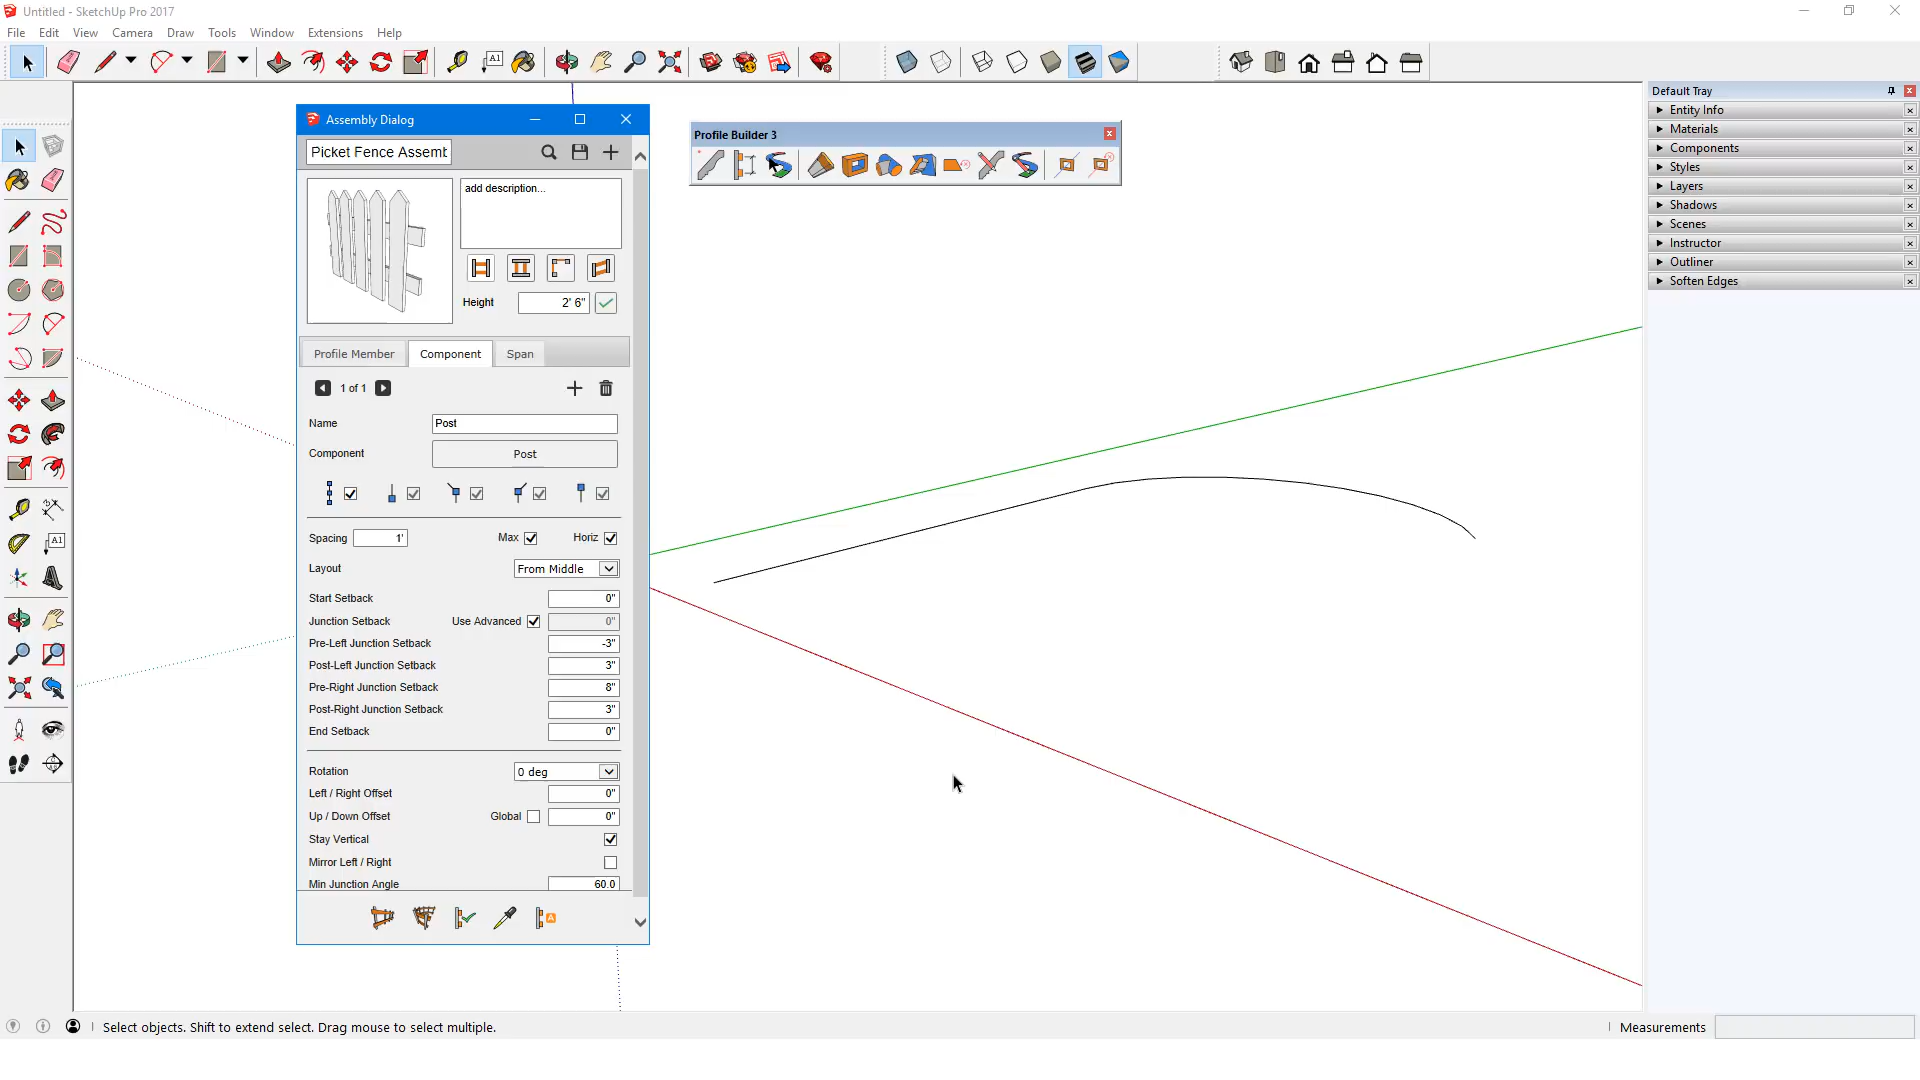 Untitled - SketchUp Pro 2017
File Edit View Camera Draw Tools Window Extensions Help
A1
Default Tray
Entity Info
Materials
Components
Styles
Layers
Shadows
Scenes
Instructor
Outliner
Soften Edges
Assembly Dialog
Picket Fence Assemb
add description...
Height 2' 6"
Profile Member Component Span
1 of 1
Name Post
Component Post
Spacing 1' Max Horiz
Layout From Middle
Start Setback 0"
Junction Setback Use Advanced 0"
Pre-Left Junction Setback -3"
Post-Left Junction Setback 3"
Pre-Right Junction Setback 8"
Post-Right Junction Setback 3"
End Setback 0"
Rotation 0 deg
Left / Right Offset 0"
Up / Down Offset Global 0"
Stay Vertical
Mirror Left / Right
Min Junction Angle 60.0
A
Profile Builder 3
A1
Select objects. Shift to extend select. Drag mouse to select multiple.
Measurements